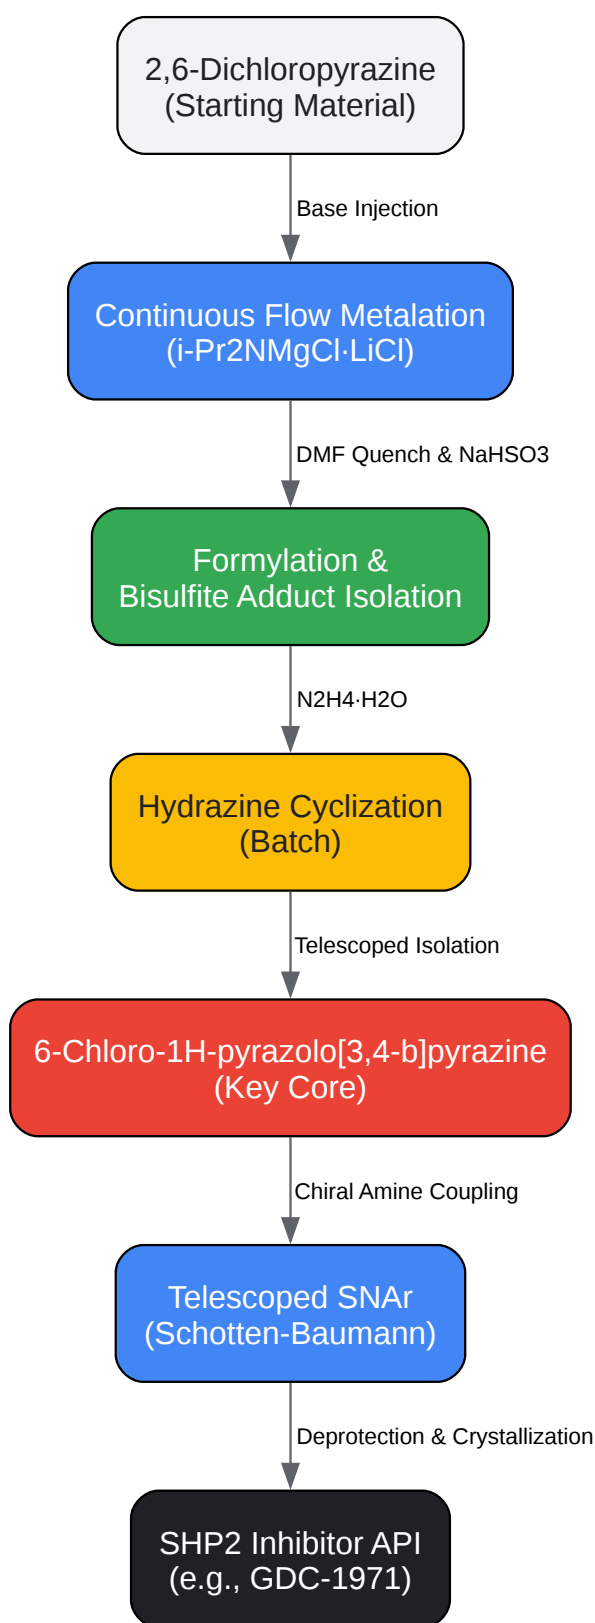 2,6-Dichloropyrazine
(Starting Material)
Base Injection
Continuous Flow Metalation
(i-Pr2NMgCl·LiCl)
DMF Quench & NaHSO3
Formylation &
Bisulfite Adduct Isolation
N2H4·H2O
Hydrazine Cyclization
(Batch)
Telescoped Isolation
6-Chloro-1H-pyrazolo[3,4-b]pyrazine
(Key Core)
Chiral Amine Coupling
Telescoped SNAr
(Schotten-Baumann)
Deprotection & Crystallization
SHP2 Inhibitor API
(e.g., GDC-1971)